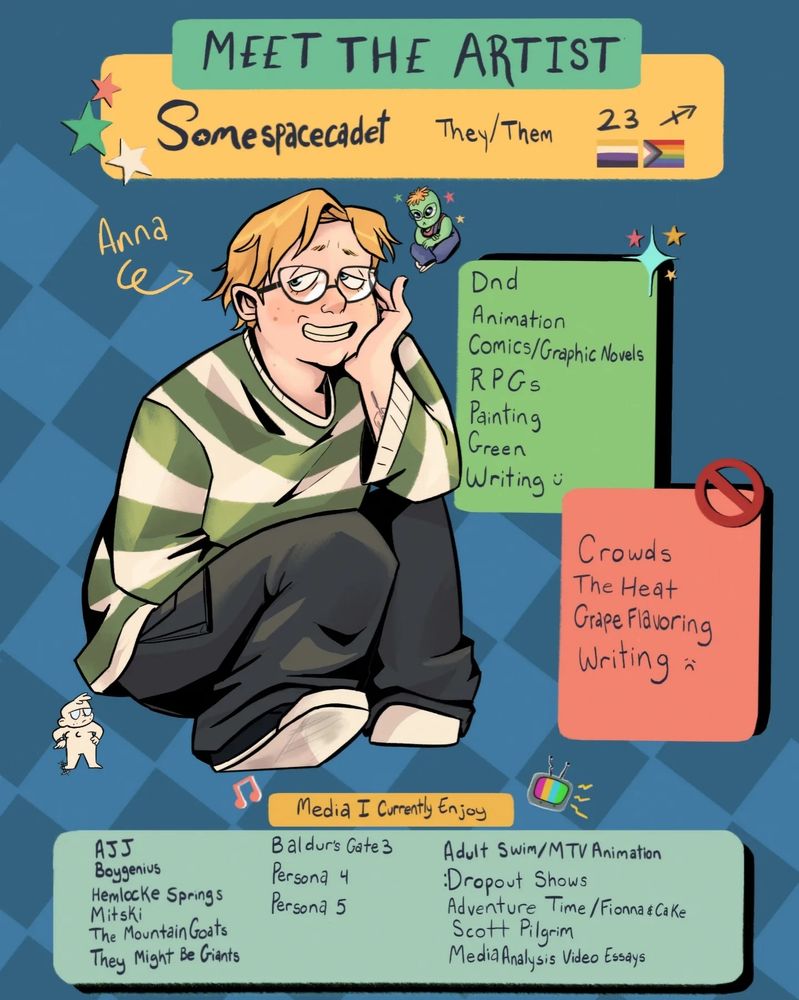 MEET THE ARTIST
Somespacecadet They/Them 23 ♐
Anna
Dnd
Animation
Comics/Graphic Novels
RPGs
Painting
Green
Writing :)
Crowds
The Heat
Grape Flavoring
Writing :(
Media I Currently Enjoy
AJJ
Boygenius
Hemlocke Springs
Mitski
The Mountain Goats
They Might Be Giants
Baldur's Gate 3
Persona 4
Persona 5
Adult Swim/MTV Animation
:Dropout Shows
Adventure Time/Fionna & Cake
Scott Pilgrim
Media Analysis Video Essays